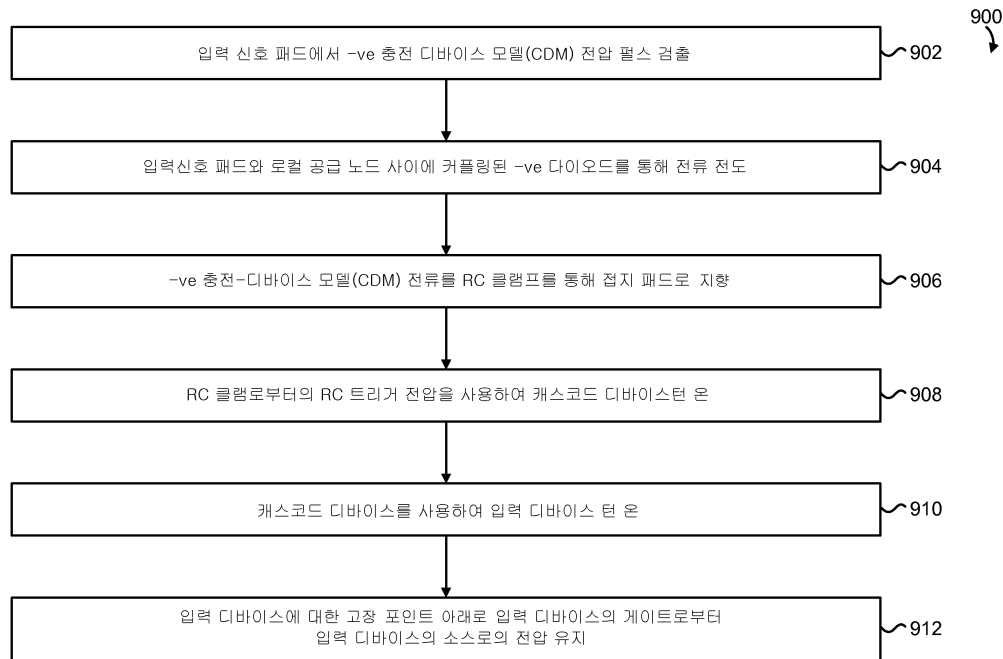 900
입력 신호 패드에서 -ve 충전 디바이스 모델(CDM) 전압 펄스 검출
902
입력신호 패드와 로컬 공급 노드 사이에 커플링된 -ve 다이오드를 통해 전류 전도
904
-ve 충전-디바이스 모델(CDM) 전류를 RC 클램프를 통해 접지 패드로 지향
906
RC 클램로부터의 RC 트리거 전압을 사용하여 캐스코드 디바이스턴 온
908
캐스코드 디바이스를 사용하여 입력 디바이스 턴 온
910
입력 디바이스에 대한 고장 포인트 아래로 입력 디바이스의 게이트로부터
입력 디바이스의 소스로의 전압 유지
912